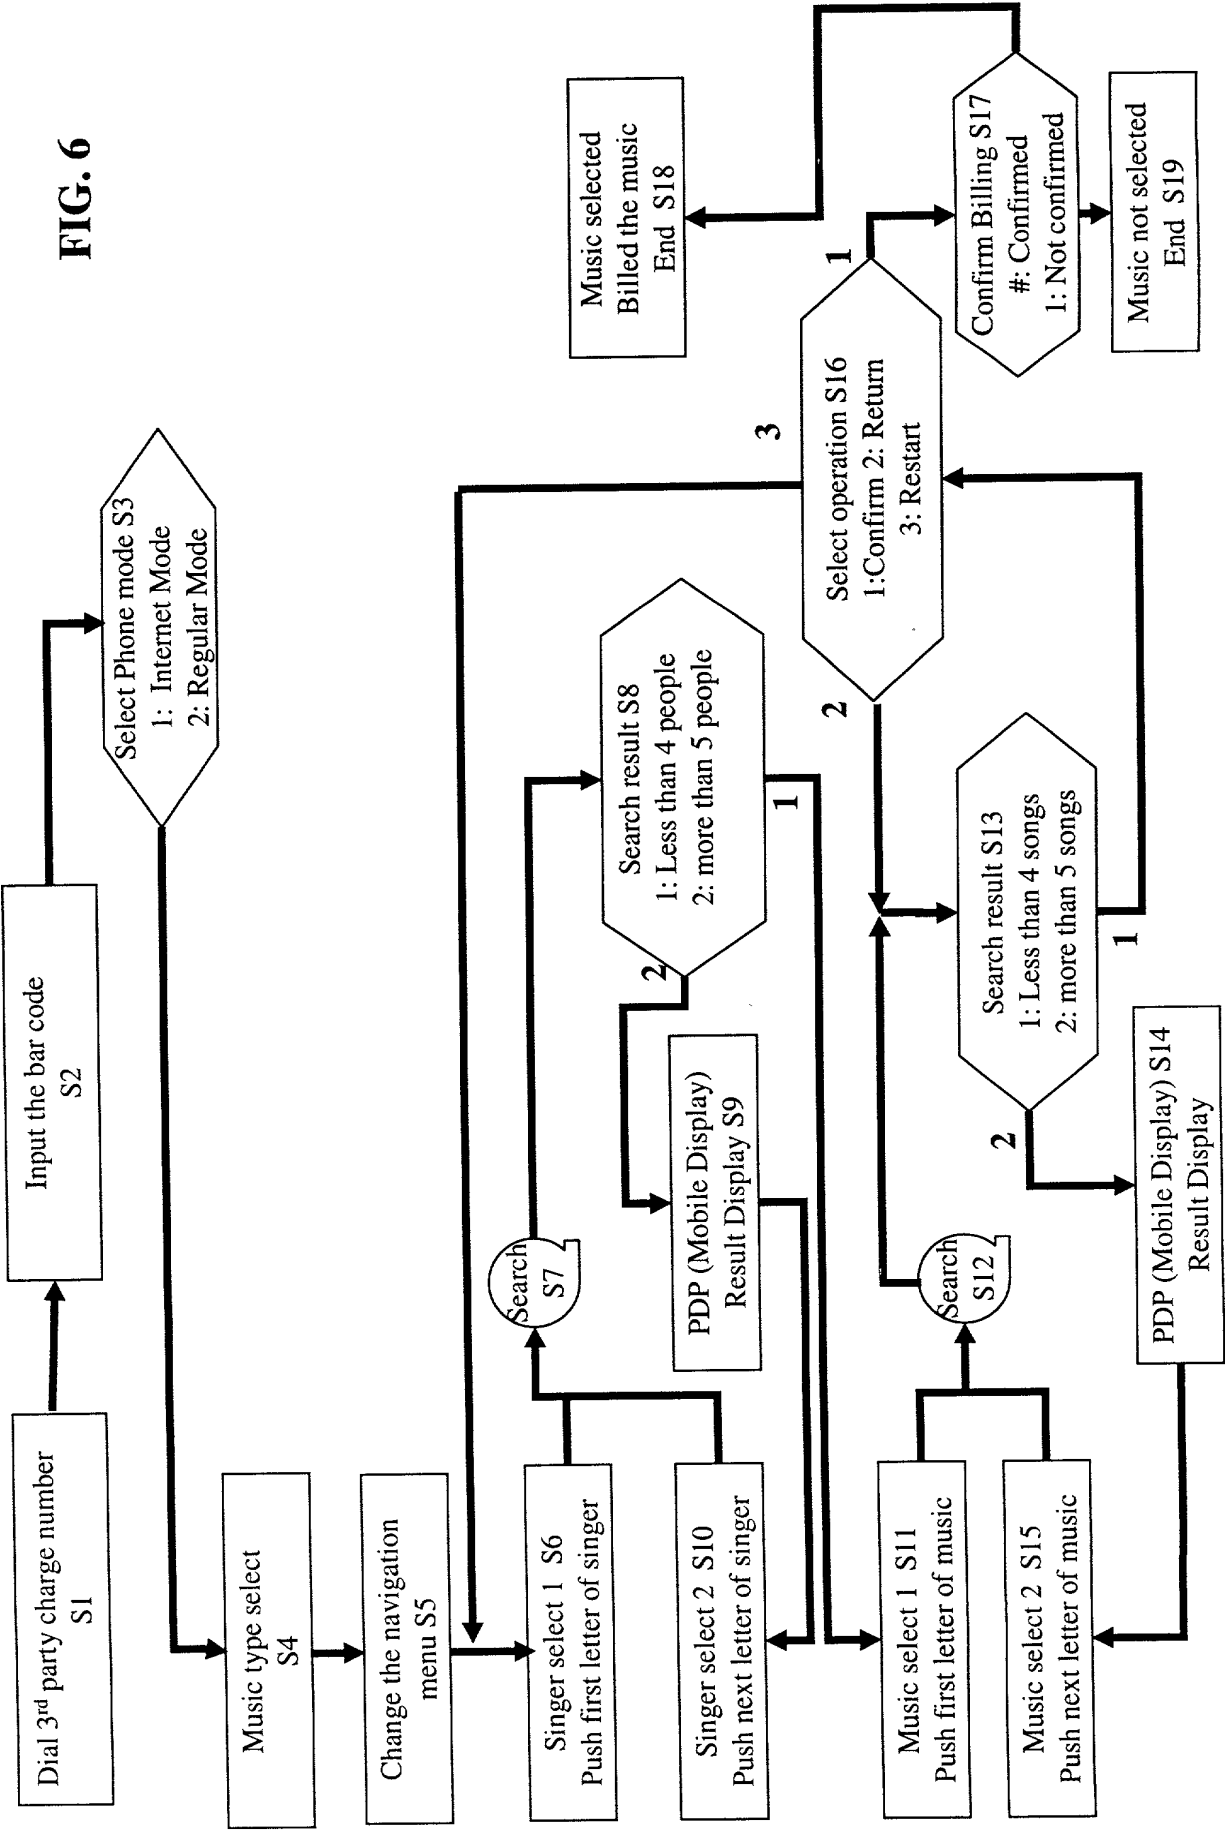 FIG. 6
Dial 3rd party charge number
S1
Input the bar code
S2
Select Phone mode S3
1: Internet Mode
2: Regular Mode
Music type select
S4
Change the navigation
menu S5
Singer select 1 S6
Push first letter of singer
Search
S7
Search result S8
1: Less than 4 people
2: more than 5 people
2
1
PDP (Mobile Display)
Result Display S9
Singer select 2 S10
Push next letter of singer
Music select 1 S11
Push first letter of music
Search
S12
Search result S13
1: Less than 4 songs
2: more than 5 songs
2
1
PDP (Mobile Display) S14
Result Display
Music select 2 S15
Push next letter of music
Select operation S16
1:Confirm 2: Return
3: Restart
3
2
1
Confirm Billing S17
#: Confirmed
1: Not confirmed
Music selected
Billed the music
End S18
Music not selected
End S19